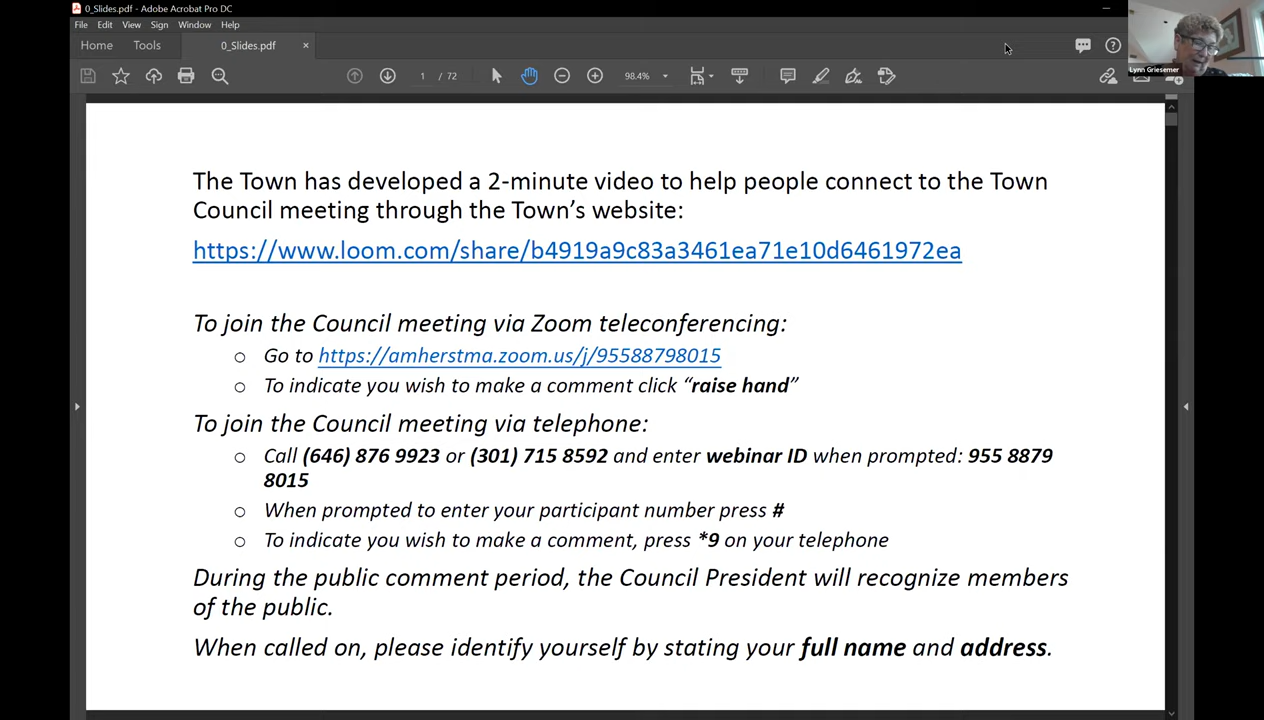 0_Slides.pdf - Adobe Acrobat Pro DC
File Edit View Sign Window Help
Home Tools 0_Slides.pdf ×
1 / 72 98.4%
Lynn Griesemer
The Town has developed a 2-minute video to help people connect to the Town
Council meeting through the Town’s website:
https://www.loom.com/share/b4919a9c83a3461ea71e10d6461972ea
To join the Council meeting via Zoom teleconferencing:
o Go to https://amherstma.zoom.us/j/95588798015
o To indicate you wish to make a comment click “raise hand”
To join the Council meeting via telephone:
o Call (646) 876 9923 or (301) 715 8592 and enter webinar ID when prompted: 955 8879
8015
o When prompted to enter your participant number press #
o To indicate you wish to make a comment, press *9 on your telephone
During the public comment period, the Council President will recognize members
of the public.
When called on, please identify yourself by stating your full name and address.